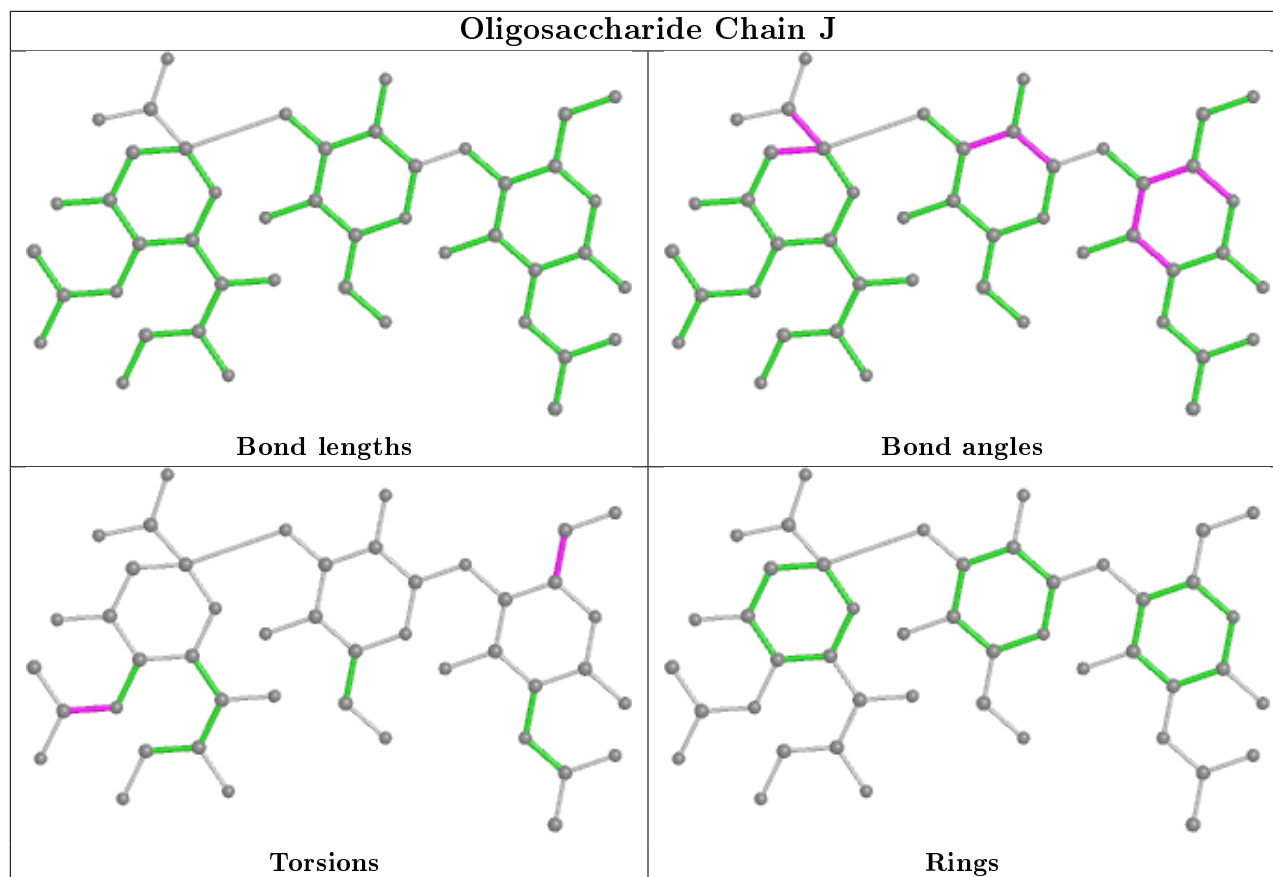 Oligosaccharide Chain J
Bond lengths
Bond angles
Torsions
Rings